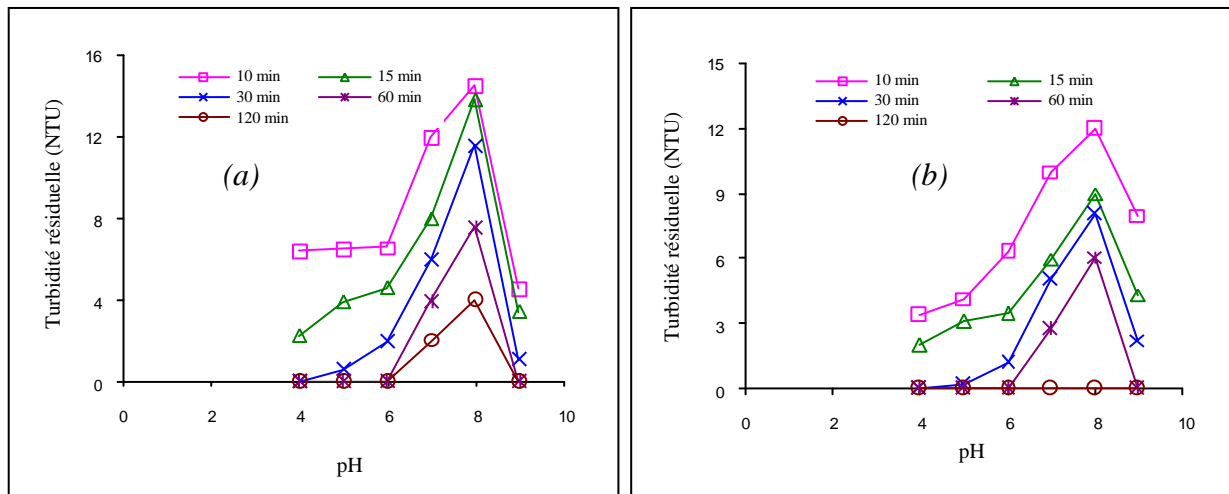 10 min
15 min
30 min
60 min
120 min
(a)
Turbidité résiduelle (NTU)
16
12
8
4
0
0 2 4 6 8 10
pH
10 min
15 min
30 min
60 min
120 min
(b)
Turbidité résiduelle (NTU)
15
12
9
6
3
0
0 2 4 6 8 10
pH